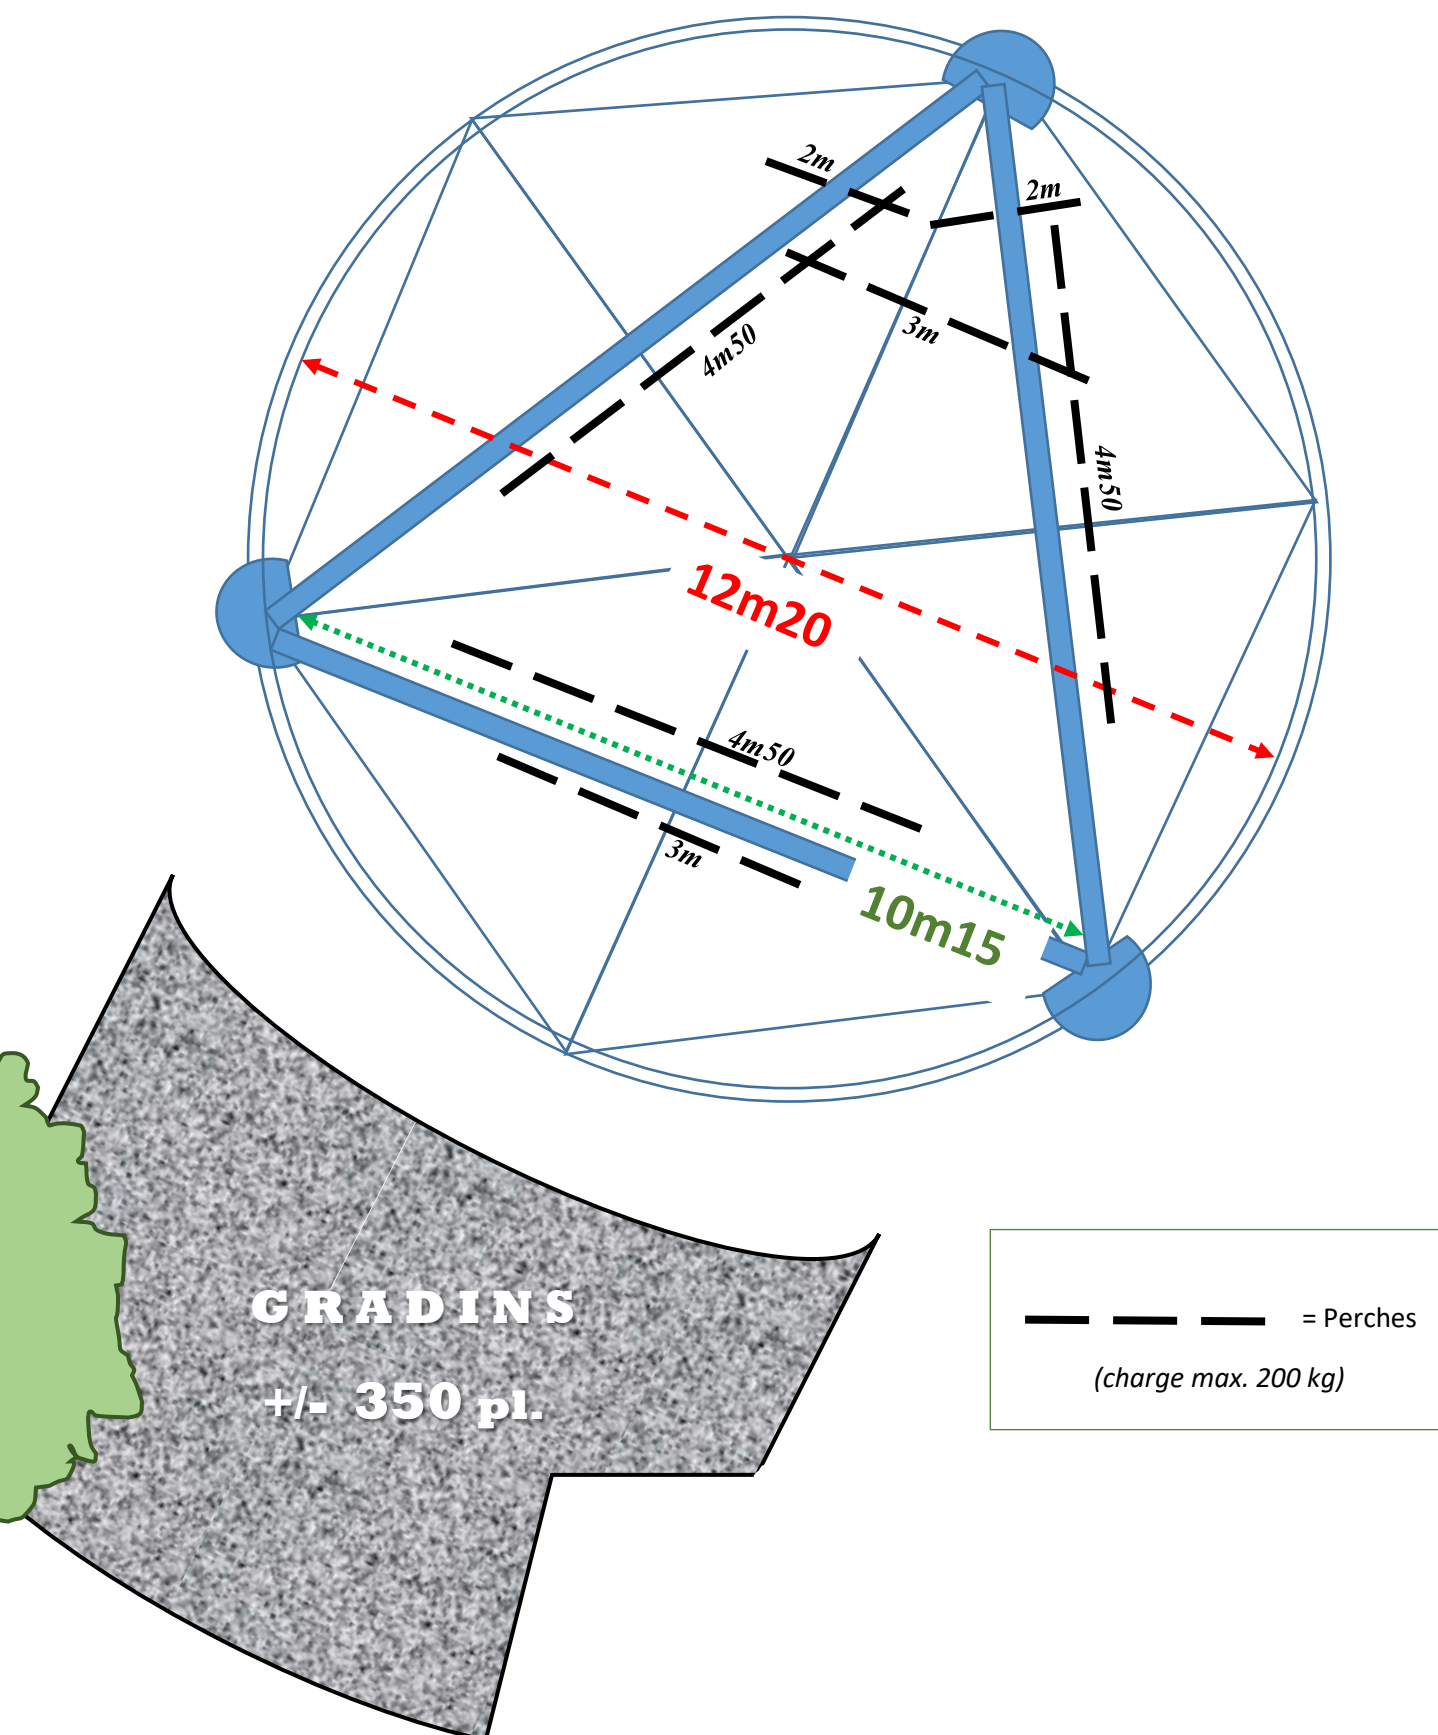 2m
2m
3m
4m50
4m50
12m20
4m50
3m
10m15
GRADINS
+/- 350 pl.
= Perches
(charge max. 200 kg)